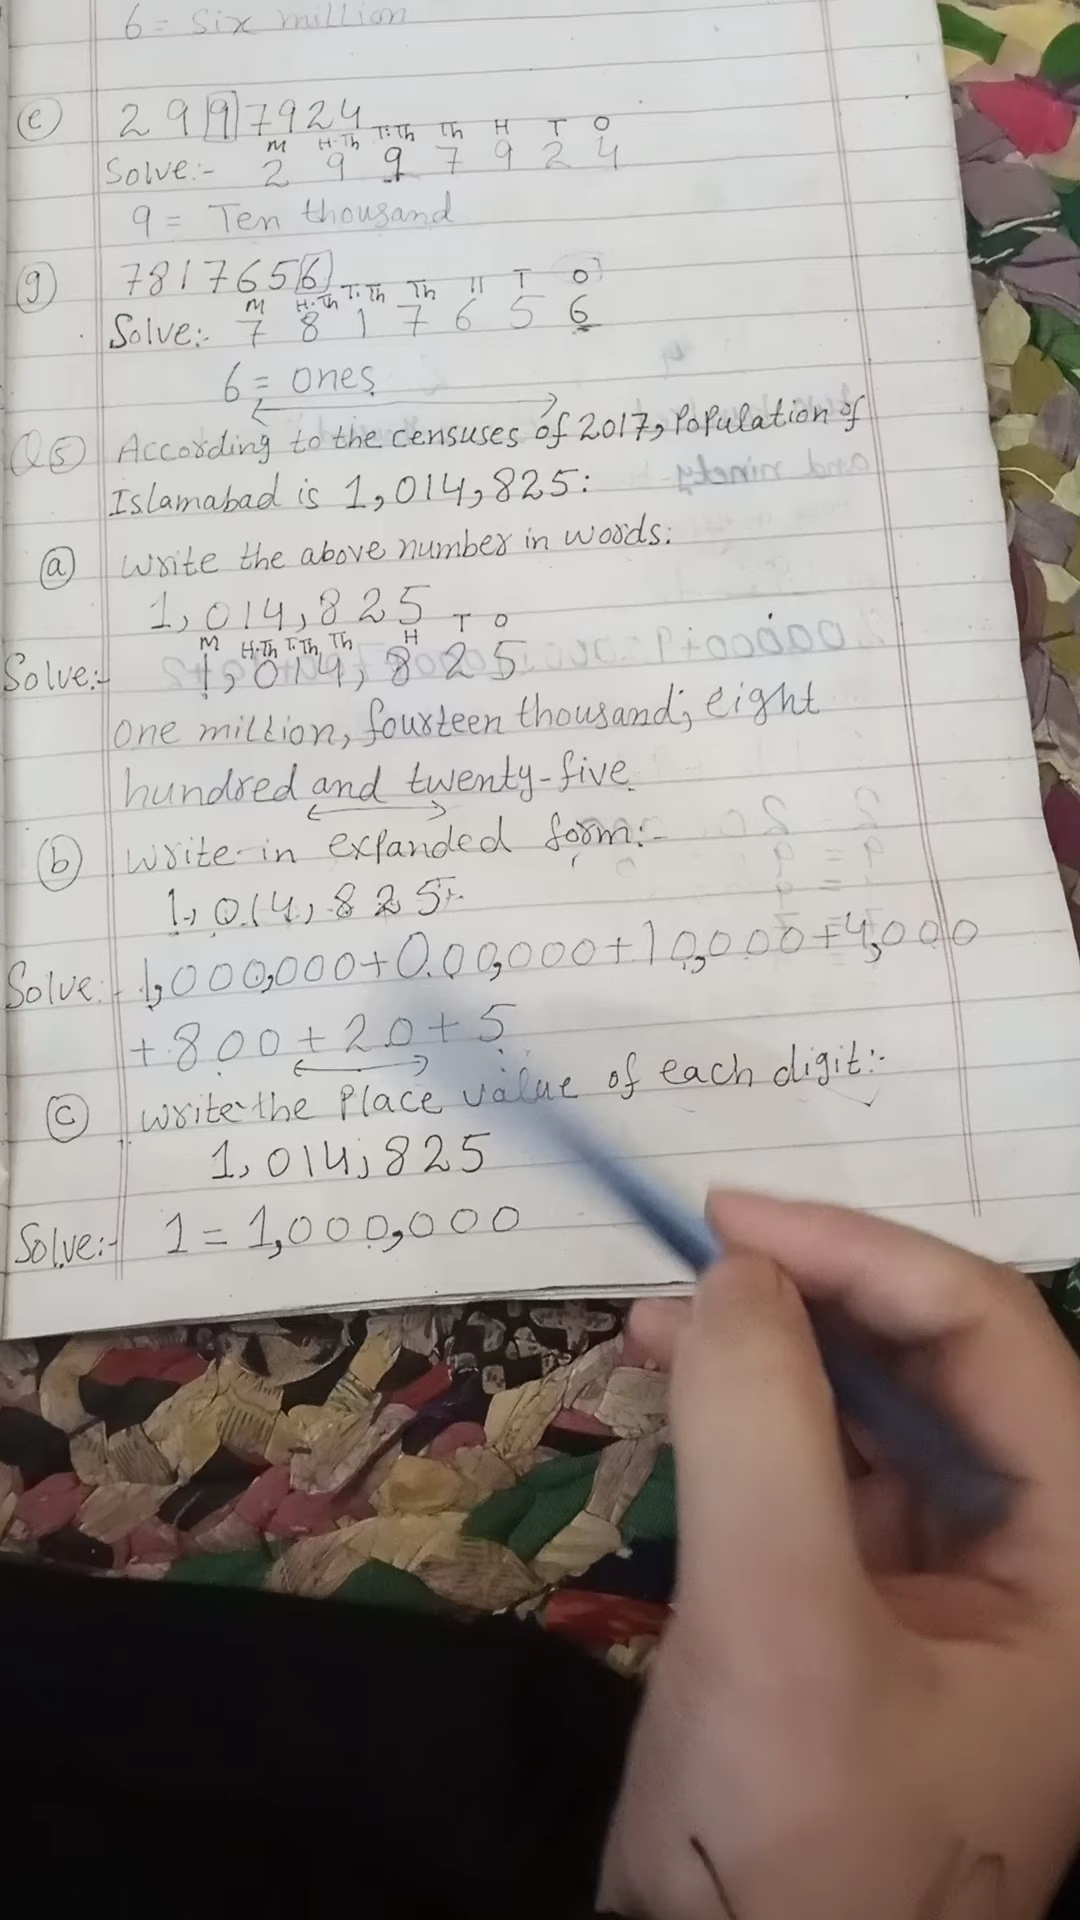 6 = Six million
(e) 2997924
M H.Th T.Th Th H T O
Solve:- 2 9 9 7 9 2 4
9 = Ten thousand
(g) 7817656
M H.Th T.Th Th H T O
Solve:- 7 8 1 7 6 5 6
6 = ones
Q5 According to the censuses of 2017, Population of
Islamabad is 1,014,825:
(a) Write the above number in words:
1,014,825
M H.Th T.Th Th H T O
Solve:- 1,014,825
One million, fourteen thousand; eight
hundred and twenty-five
(b) Write in expanded form:-
1,014,825
Solve:- 1,000,000+000,000+10,000+4,000
+800+20+5
(c) Write the Place value of each digit:-
1,014,825
Solve:- 1=1,000,000